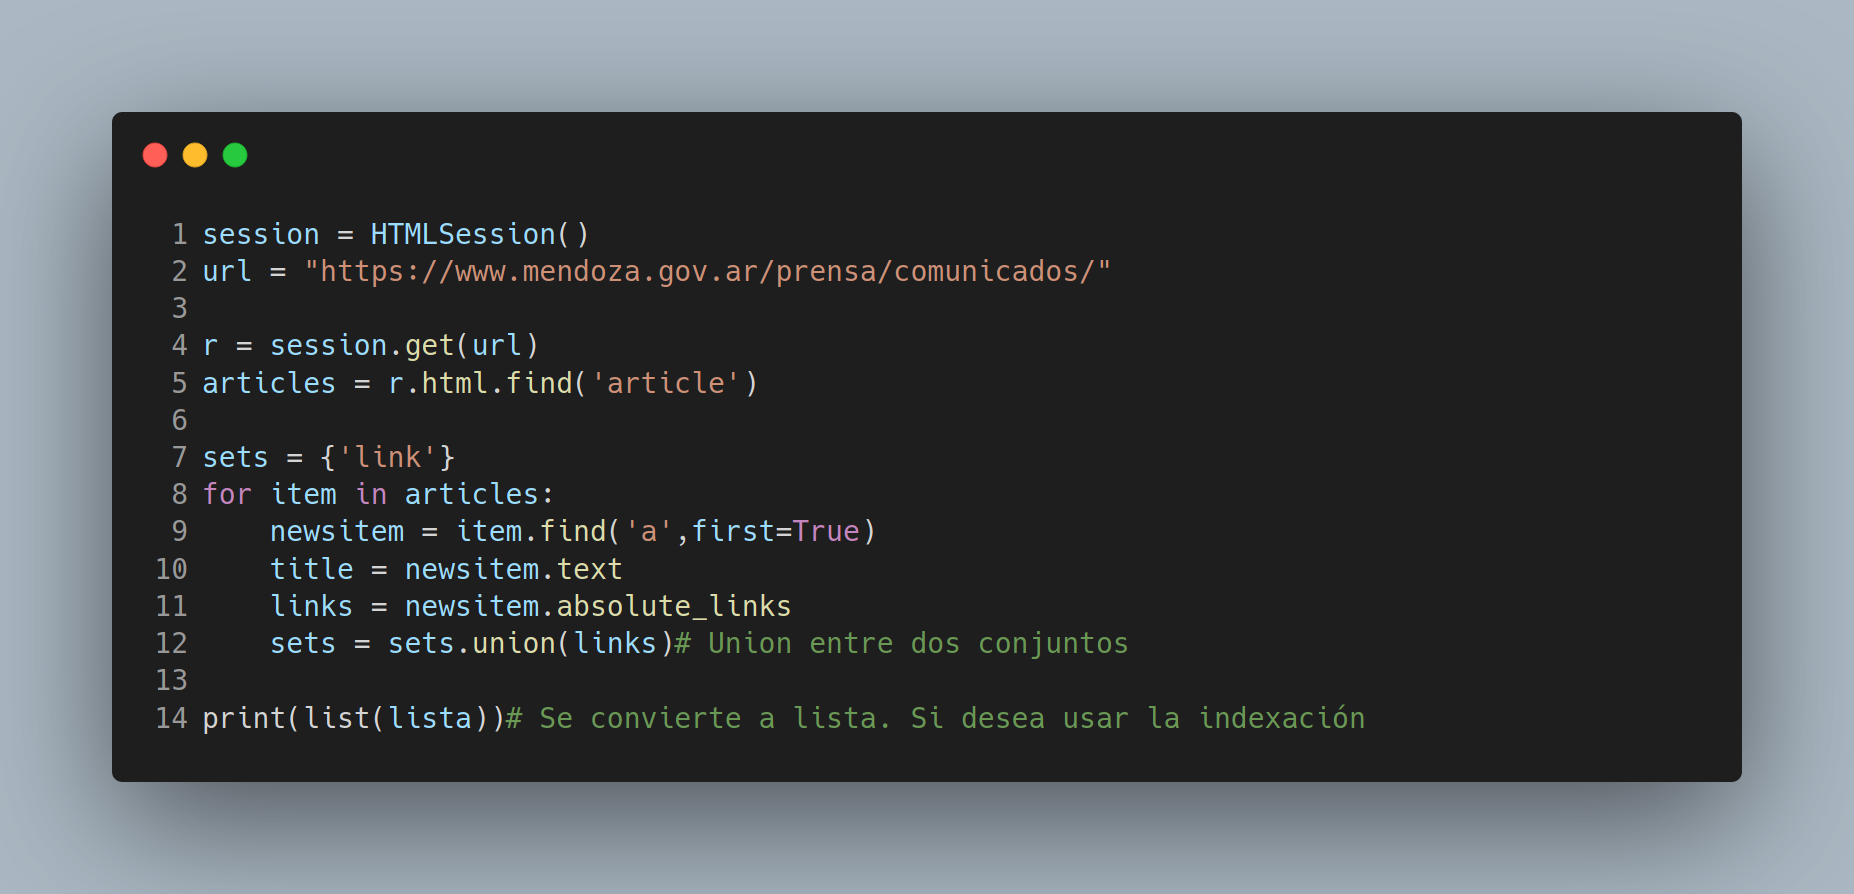 1 session = HTMLSession()
2 url = "https://www.mendoza.gov.ar/prensa/comunicados/"
3
4 r = session.get(url)
5 articles = r.html.find('article')
6
7 sets = {'link'}
8 for item in articles:
9     newsitem = item.find('a',first=True)
10     title = newsitem.text
11     links = newsitem.absolute_links
12     sets = sets.union(links)# Union entre dos conjuntos
13
14 print(list(lista))# Se convierte a lista. Si desea usar la indexación